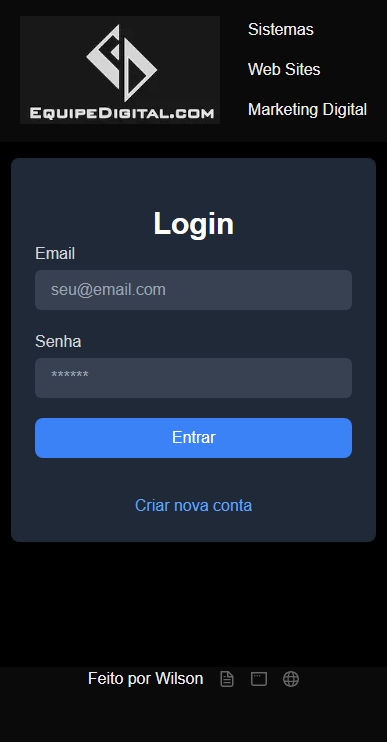 EQUIPEDIGITAL.COM
Sistemas
Web Sites
Marketing Digital
Login
Email
seu@email.com
Senha
******
Entrar
Criar nova conta
Feito por Wilson